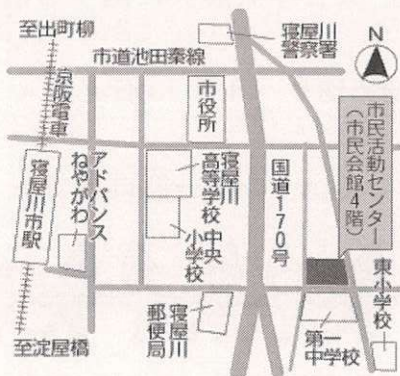 至出町柳
市道池田秦線
寝屋川
警察署
N
京阪電車
市役所
市民活動センター
(市民会館4階)
アドバンス
ねやがわ
寝屋川
高等学校
中央
小学校
国道170号
寝屋川市駅
東小学校
寝屋川
郵便局
第一
中学校
至淀屋橋